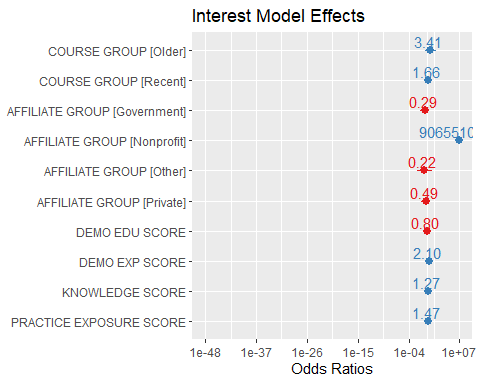 Interest Model Effects
COURSE GROUP [Older]
3.41
COURSE GROUP [Recent]
1.66
AFFILIATE GROUP [Government]
0.29
AFFILIATE GROUP [Nonprofit]
9065510
AFFILIATE GROUP [Other]
0.22
AFFILIATE GROUP [Private]
0.49
DEMO EDU SCORE
0.80
DEMO EXP SCORE
2.10
KNOWLEDGE SCORE
1.27
PRACTICE EXPOSURE SCORE
1.47
1e-48 1e-37 1e-26 1e-15 1e-04 1e+07
Odds Ratios